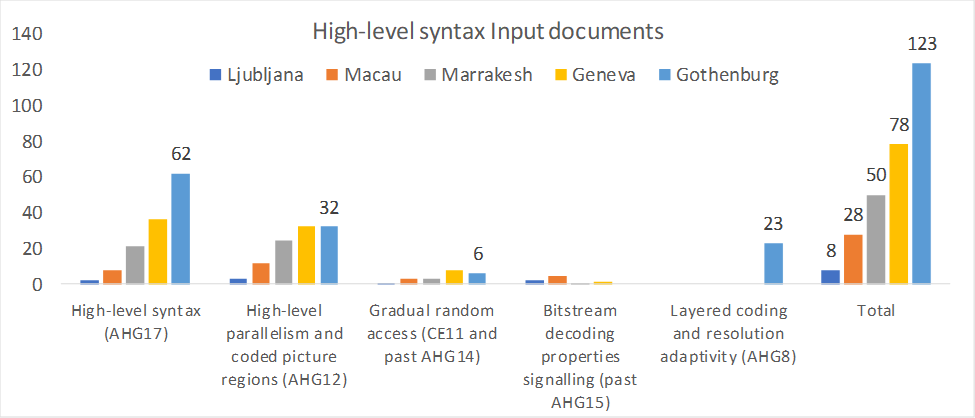 High-level syntax Input documents
Ljubljana Macau Marrakesh Geneva Gothenburg
140
120
100
80
60
40
20
0
62
32
6
23
8
28
50
78
123
High-level syntax
(AHG17)
High-level
parallelism and
coded picture
regions (AHG12)
Gradual random
access (CE11 and
past AHG14)
Bitstream
decoding
properties
signalling (past
AHG15)
Layered coding
and resolution
adaptivity (AHG8)
Total